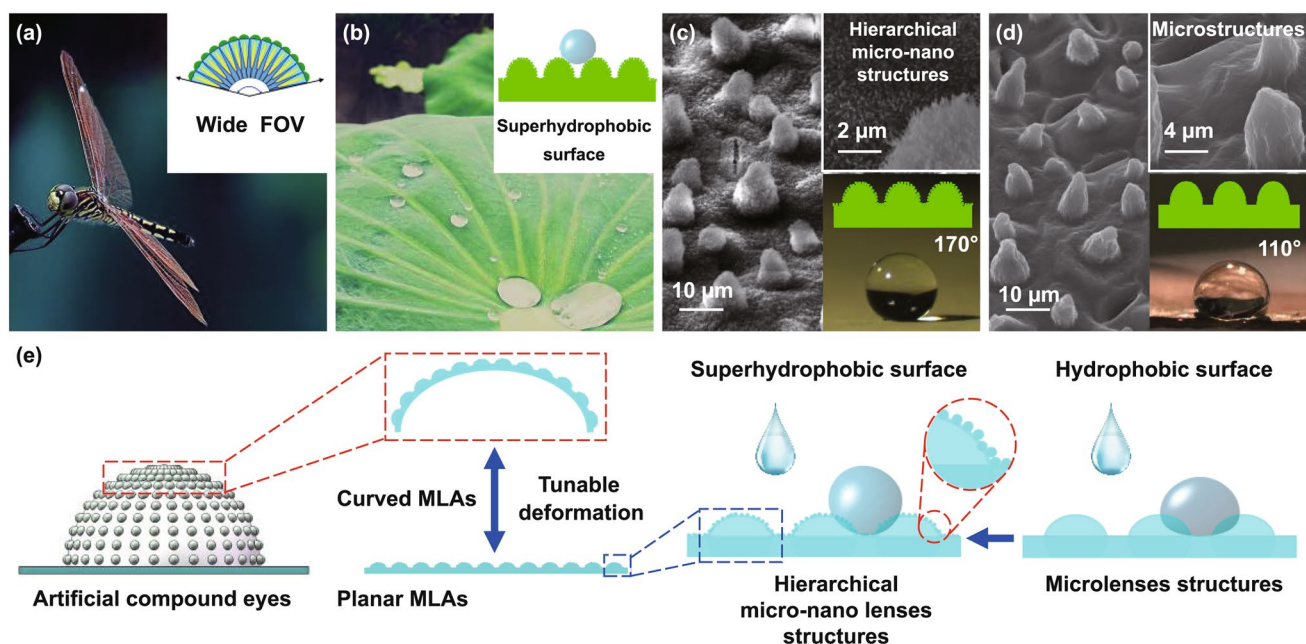 (a)
Wide FOV
(b)
Superhydrophobic
surface
(c)
Hierarchical
micro-nano
structures
2 µm
170°
10 µm
(d)
Microstructures
4 µm
110°
10 µm
(e)
Artificial compound eyes
Curved MLAs
Tunable
deformation
Planar MLAs
Superhydrophobic surface
Hierarchical
micro-nano lenses
structures
Hydrophobic surface
Microlenses structures